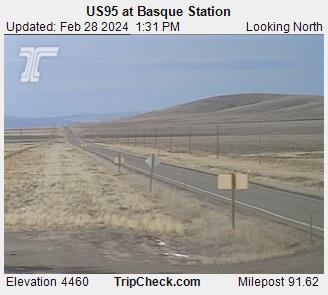 US95 at Basque Station
Updated: Feb 28 2024 1:31 PM Looking North
Elevation 4460 TripCheck.com Milepost 91.62